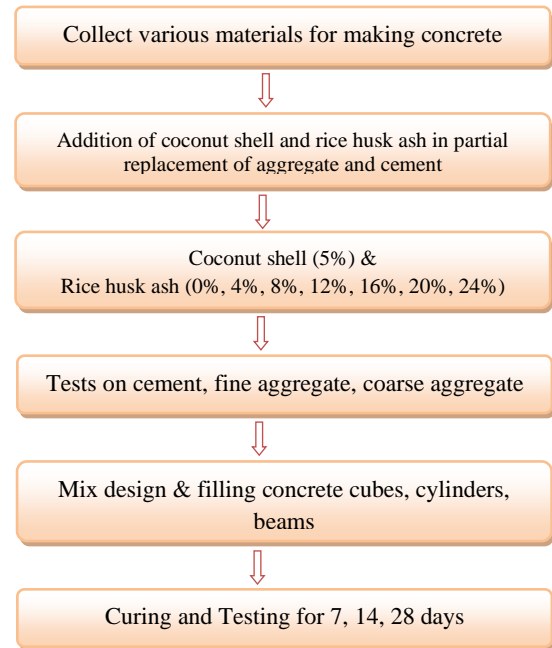 Collect various materials for making concrete
Addition of coconut shell and rice husk ash in partial
replacement of aggregate and cement
Coconut shell (5%) &
Rice husk ash (0%, 4%, 8%, 12%, 16%, 20%, 24%)
Tests on cement, fine aggregate, coarse aggregate
Mix design & filling concrete cubes, cylinders,
beams
Curing and Testing for 7, 14, 28 days